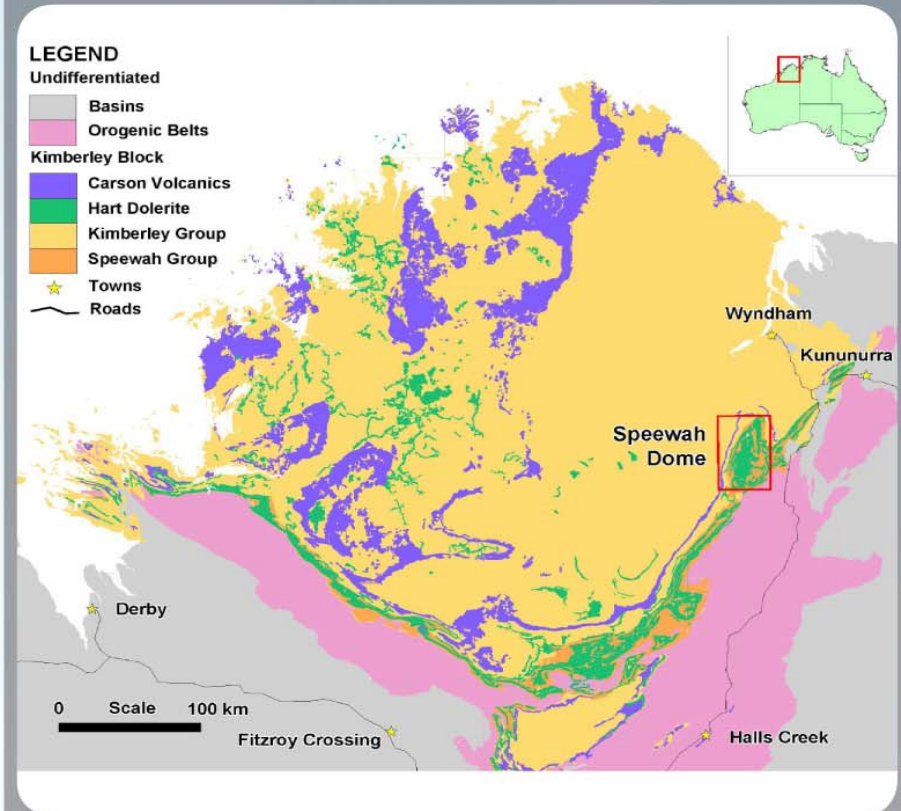 LEGEND
Undifferentiated
Basins
Orogenic Belts
Kimberley Block
Carson Volcanics
Hart Dolerite
Kimberley Group
Speewah Group
Towns
Roads
Wyndham
Kununurra
Speewah
Dome
Derby
0 Scale 100 km
Fitzroy Crossing
Halls Creek